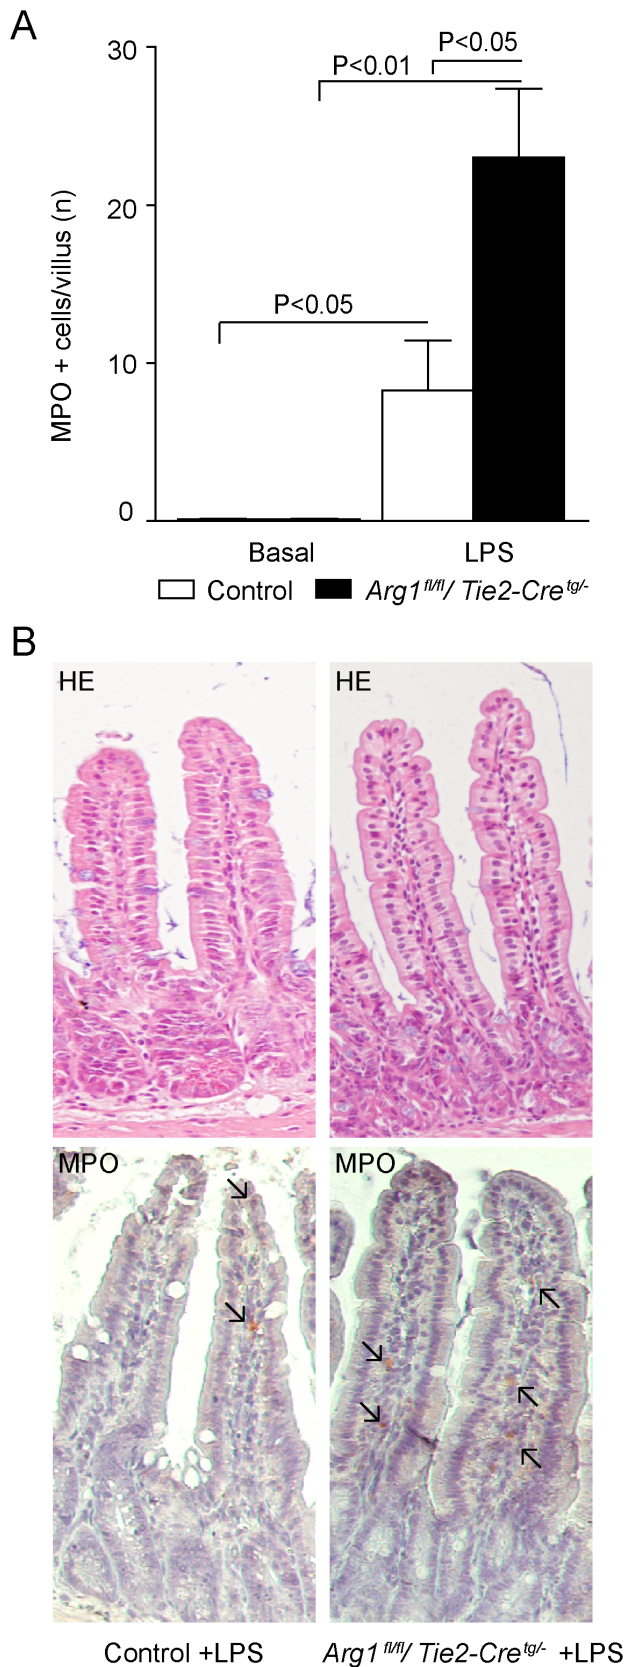 A
30
P<0.05
P<0.01
20
MPO + cells/villus (n)
P<0.05
10
0
Basal LPS
Control Arg1fl/fl/ Tie2-Cretg/-
B
HE HE
MPO MPO
Control +LPS Arg1fl/fl/ Tie2-Cretg/- +LPS